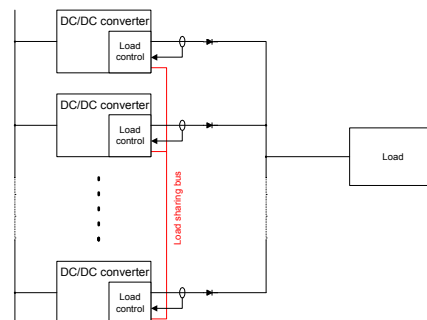 DC/DC converter
Load
control
DC/DC converter
Load
control
Load
Load sharing bus
DC/DC converter
Load
control